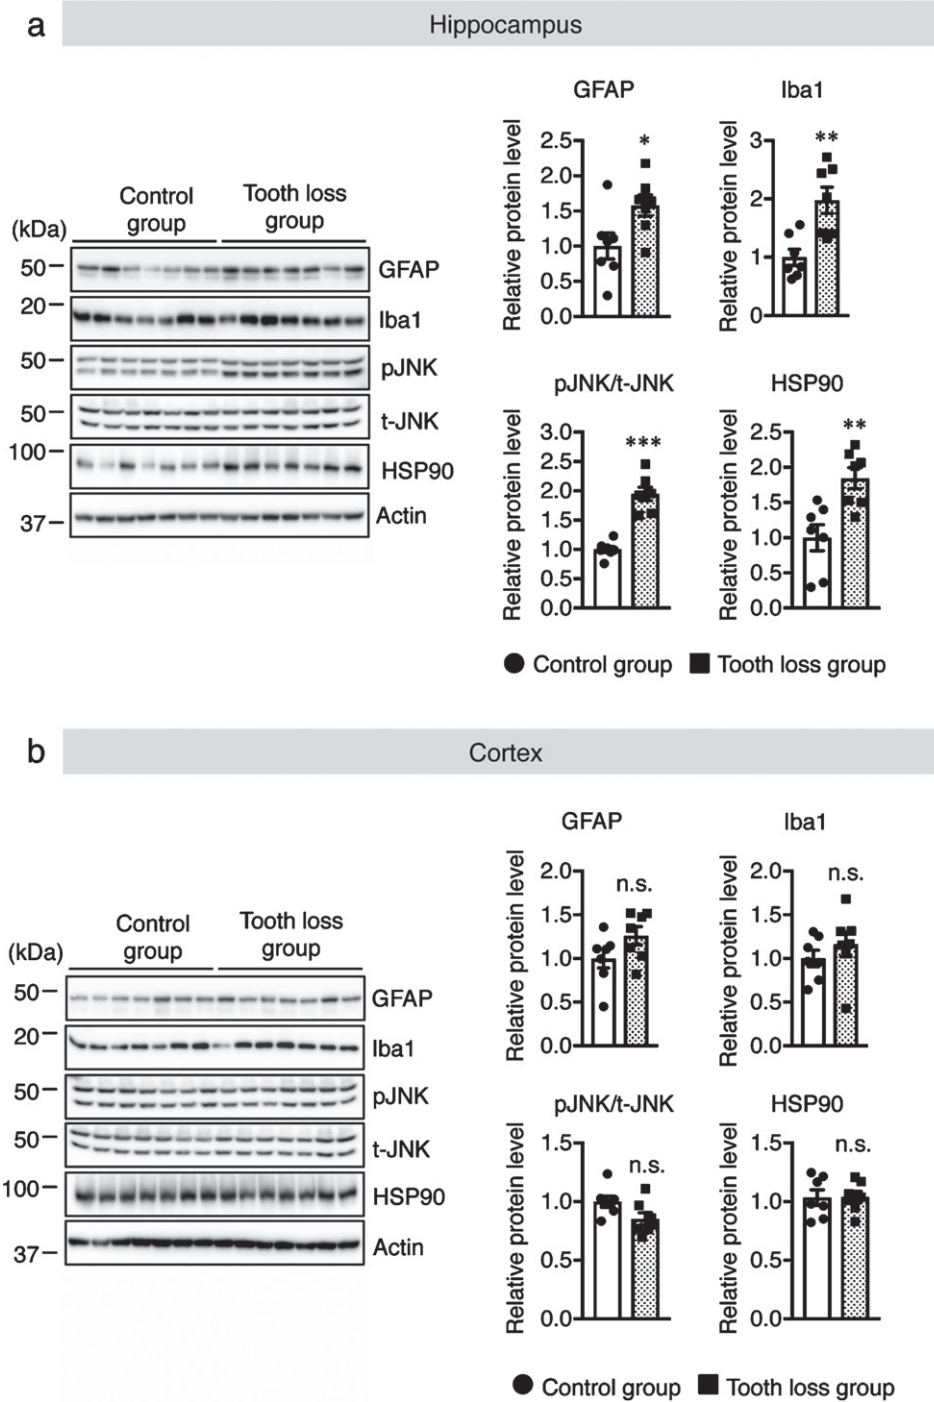 a
Hippocampus
GFAP
Iba1
Relative protein level
2.5
2.0
1.5
1.0
0.5
0.0
*
Relative protein level
3
2
1
0
**
(kDa)
Control
group
Tooth loss
group
50
GFAP
20
Iba1
50
pJNK
50
t-JNK
100
HSP90
37
Actin
pJNK/t-JNK
HSP90
Relative protein level
3.0
2.0
1.5
1.0
0.5
0.0
***
Relative protein level
2.5
2.0
1.5
1.0
0.5
0.0
**
Control group
Tooth loss group
b
Cortex
GFAP
Iba1
Relative protein level
2.0
1.5
1.0
0.5
0.0
n.s.
Relative protein level
2.0
1.5
1.0
0.5
0.0
n.s.
(kDa)
Control
group
Tooth loss
group
50
GFAP
20
Iba1
50
pJNK
50
t-JNK
100
HSP90
37
Actin
pJNK/t-JNK
HSP90
Relative protein level
1.5
1.0
0.5
0.0
n.s.
Relative protein level
1.5
1.0
0.5
0.0
n.s.
Control group
Tooth loss group